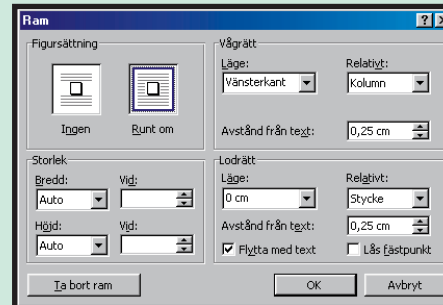 Ram
Figursättning
Ingen
Runt om
Vågrätt
Läge:
Relativt:
Vänsterkant
Kolumn
Avstånd från text:
0,25 cm
Storlek
Bredd:
Vid:
Auto
Höjd:
Vid:
Auto
Lodrätt
Läge:
Relativt:
0 cm
Stycke
Avstånd från text:
0,25 cm
Flytta med text
Lås fästpunkt
Ta bort ram
OK
Avbryt